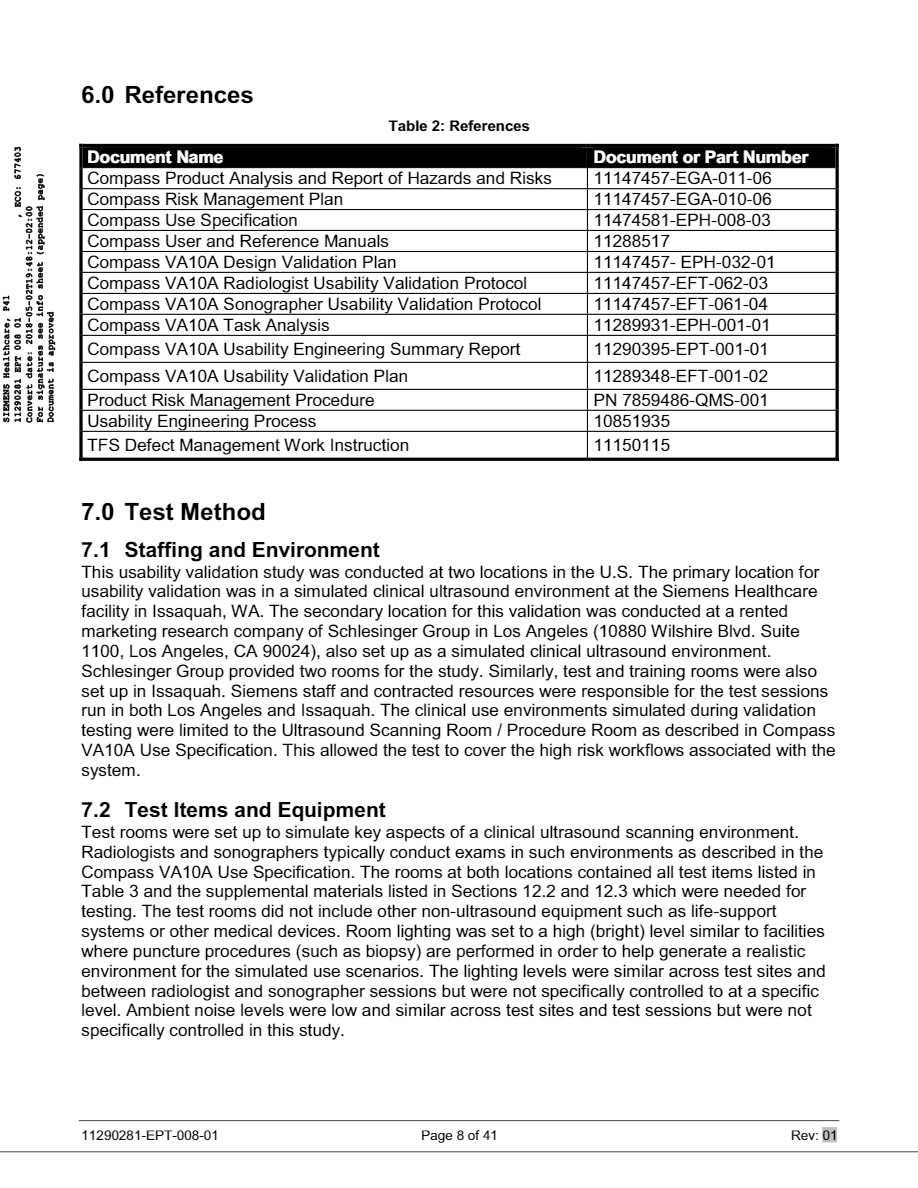 6.0 References
Table 2: References
Document Name Document or Part Number
Compass Product Analysis and Report of Hazards and Risks 11147457-EGA-011-06
Compass Risk Management Plan 11147457-EGA-010-06
Compass Use Specification 11474581-EPH-008-03
Compass User and Reference Manuals 11288517
Compass VA10A Design Validation Plan 11147457- EPH-032-01
Compass VA10A Radiologist Usability Validation Protocol 11147457-EFT-062-03
Compass VA10A Sonographer Usability Validation Protocol 11147457-EFT-061-04
Compass VA10A Task Analysis 11289931-EPH-001-01
Compass VA10A Usability Engineering Summary Report 11290395-EPT-001-01
Compass VA10A Usability Validation Plan 11289348-EFT-001-02
Product Risk Management Procedure PN 7859486-QMS-001
Usability Engineering Process 10851935
TFS Defect Management Work Instruction 11150115
7.0 Test Method
7.1 Staffing and Environment
This usability validation study was conducted at two locations in the U.S. The primary location for
usability validation was in a simulated clinical ultrasound environment at the Siemens Healthcare
facility in Issaquah, WA. The secondary location for this validation was conducted at a rented
marketing research company of Schlesinger Group in Los Angeles (10880 Wilshire Blvd. Suite
1100, Los Angeles, CA 90024), also set up as a simulated clinical ultrasound environment.
Schlesinger Group provided two rooms for the study. Similarly, test and training rooms were also
set up in Issaquah. Siemens staff and contracted resources were responsible for the test sessions
run in both Los Angeles and Issaquah. The clinical use environments simulated during validation
testing were limited to the Ultrasound Scanning Room / Procedure Room as described in Compass
VA10A Use Specification. This allowed the test to cover the high risk workflows associated with the
system.
7.2 Test Items and Equipment
Test rooms were set up to simulate key aspects of a clinical ultrasound scanning environment.
Radiologists and sonographers typically conduct exams in such environments as described in the
Compass VA10A Use Specification. The rooms at both locations contained all test items listed in
Table 3 and the supplemental materials listed in Sections 12.2 and 12.3 which were needed for
testing. The test rooms did not include other non-ultrasound equipment such as life-support
systems or other medical devices. Room lighting was set to a high (bright) level similar to facilities
where puncture procedures (such as biopsy) are performed in order to help generate a realistic
environment for the simulated use scenarios. The lighting levels were similar across test sites and
between radiologist and sonographer sessions but were not specifically controlled to at a specific
level. Ambient noise levels were low and similar across test sites and test sessions but were not
specifically controlled in this study.
11290281-EPT-008-01 Page 8 of 41 Rev: 01
SIEMENS Healthcare, P41
11290281 EPT 008 01 , ECO: 677403
Convert date: 2018-05-02T19:48:12-02:00
For signatures see info sheet (appended page)
Document is approved